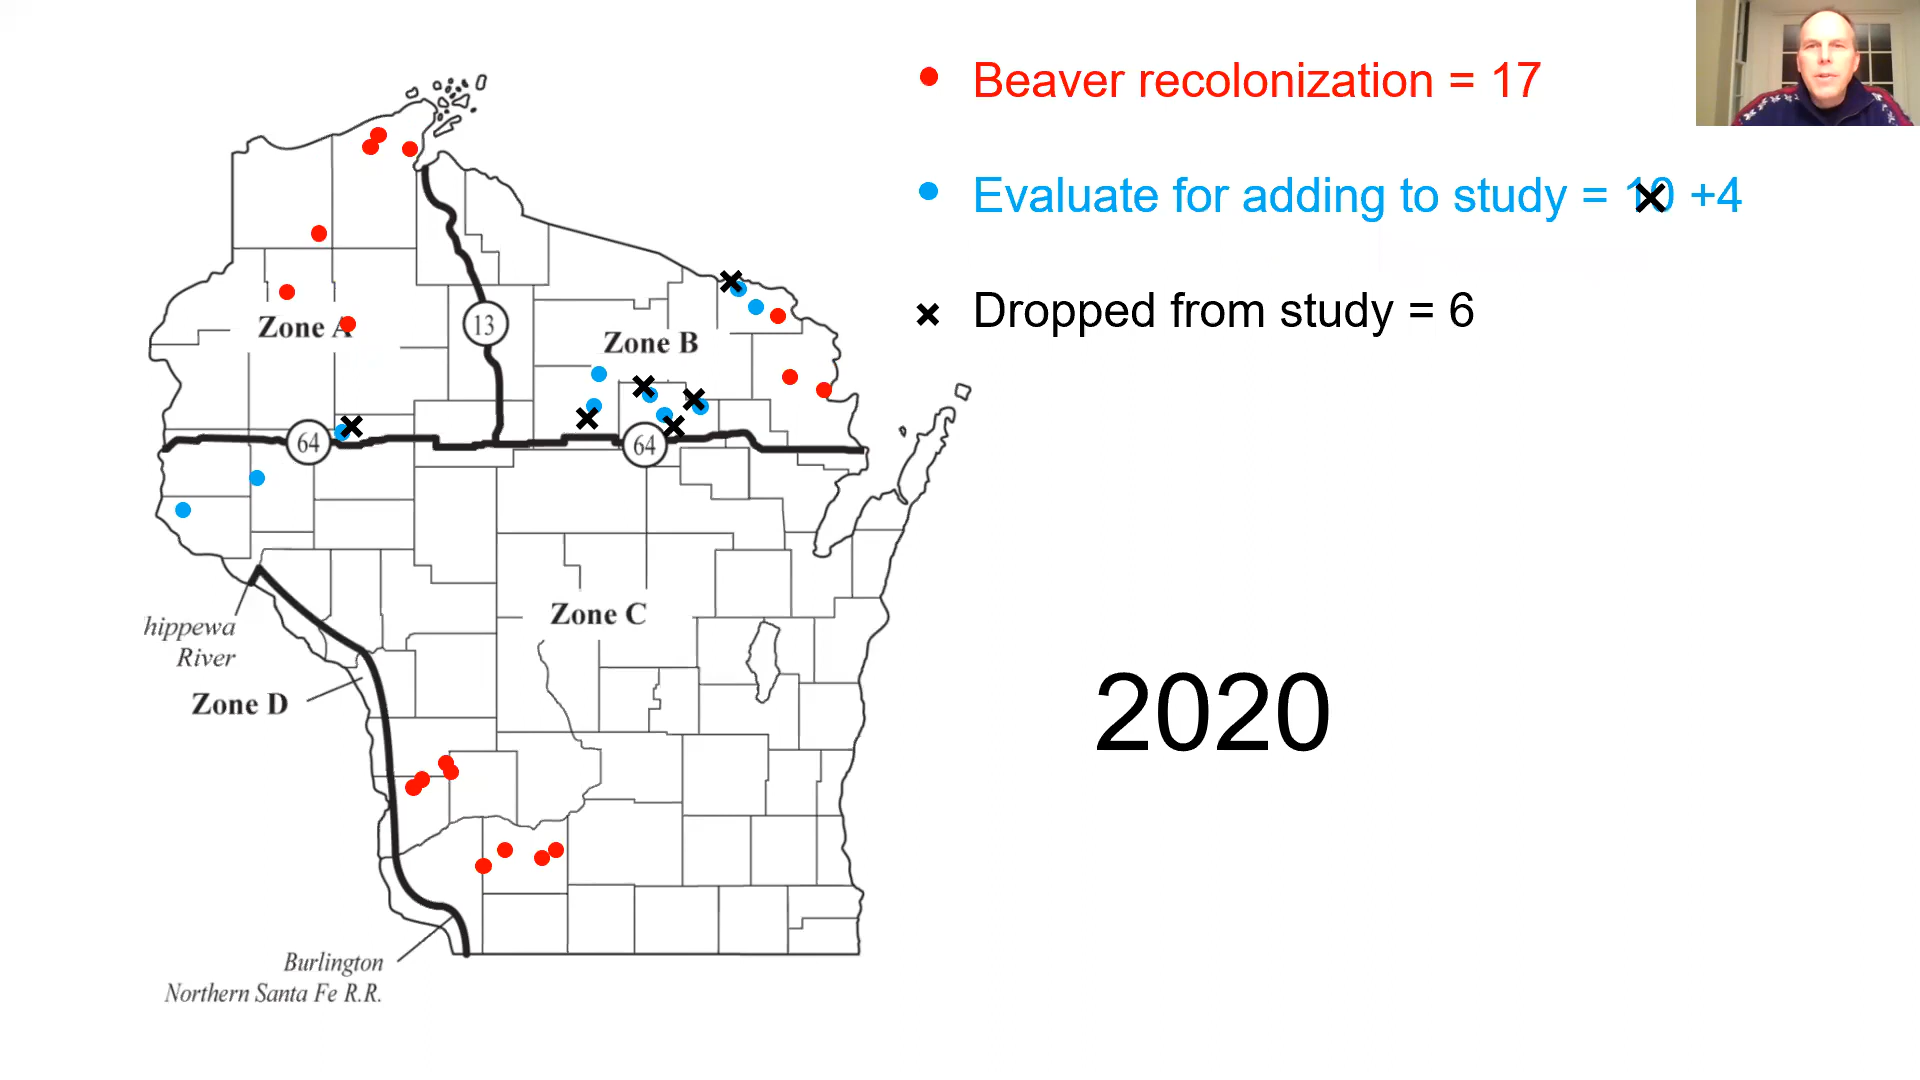 Beaver recolonization = 17
Evaluate for adding to study = 10 +4
Dropped from study = 6
Zone A
13
Zone B
64
64
Zone C
hippewa
River
Zone D
2020
Burlington
Northern Santa Fe R.R.